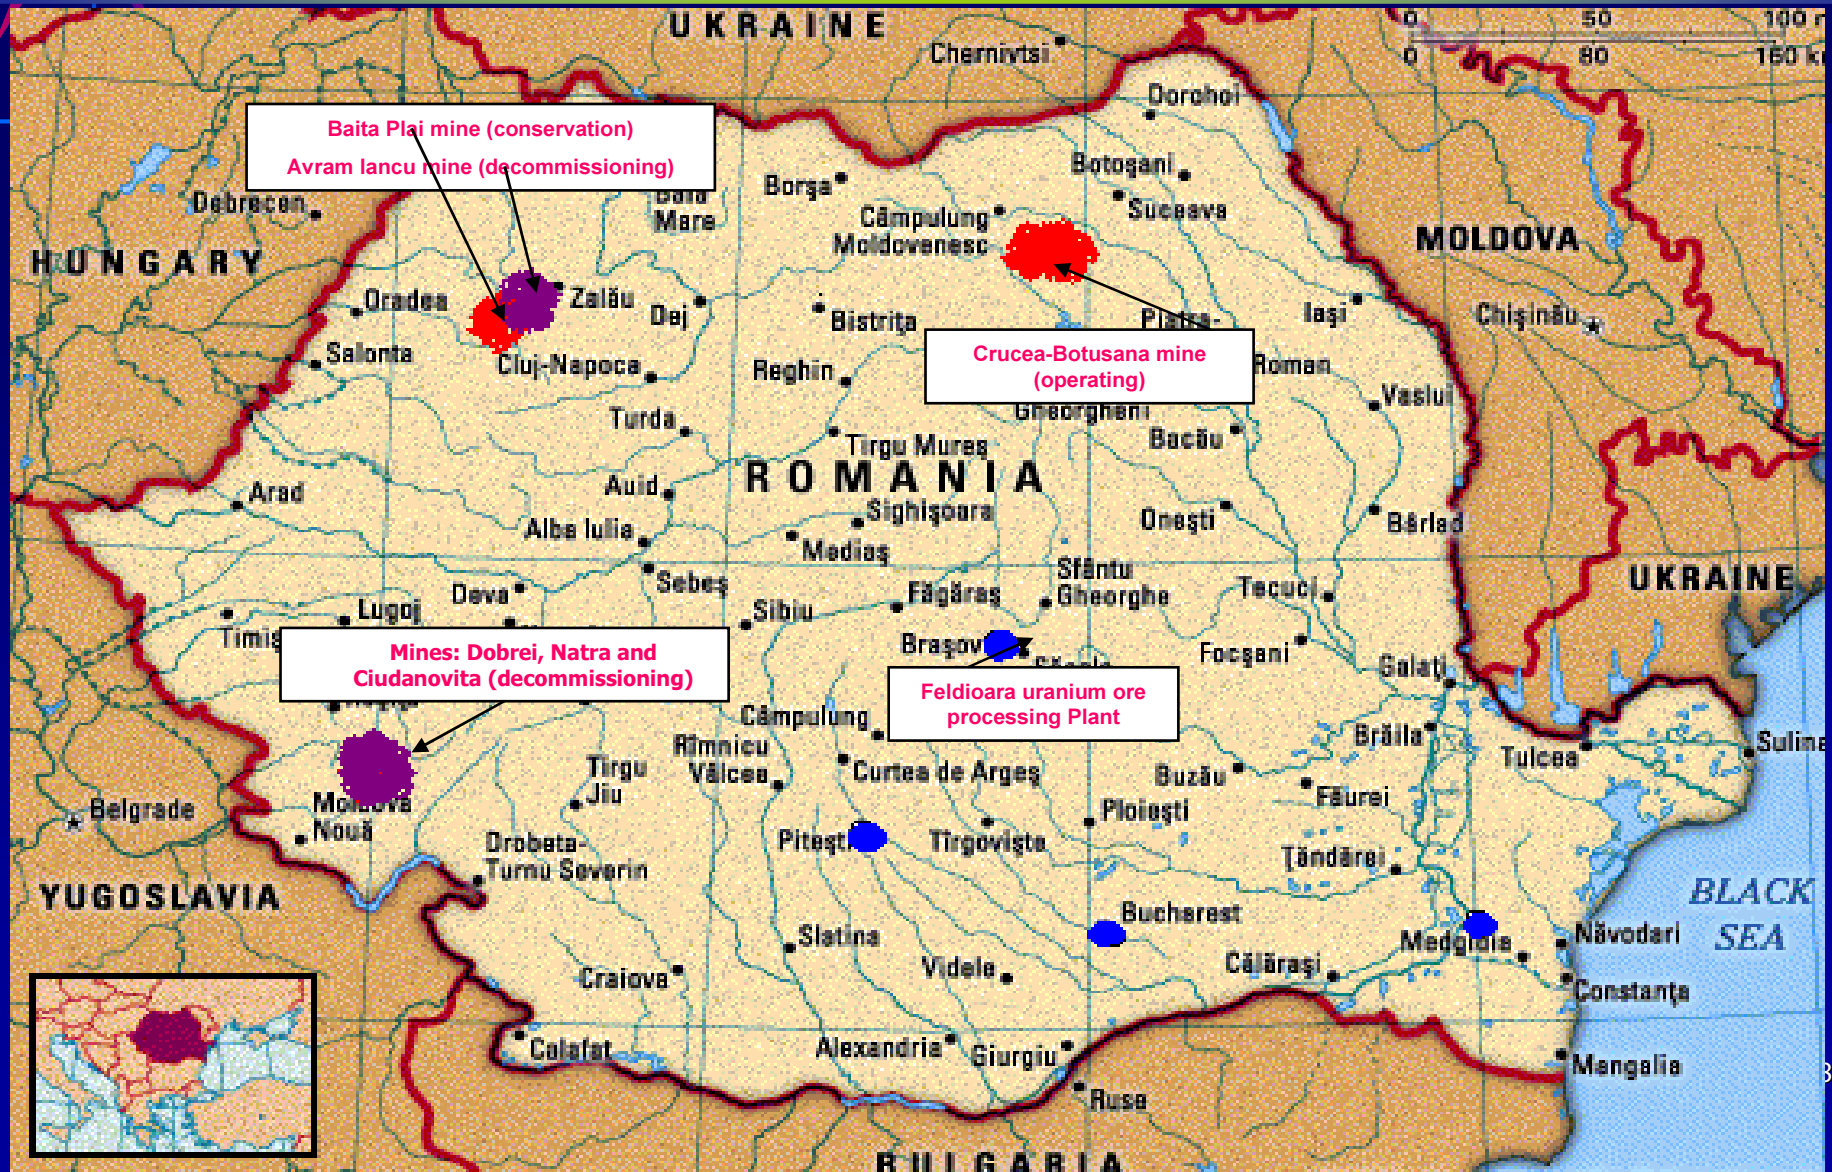 UKRAINE
0 50 100
0 80 160
Chernivtsi
Dorohoi
Baita Plai mine (conservation)
Avram Iancu mine (decommissioning)
Botoşani
Borşa
Debrecen
Baia
Mare
Suceava
Câmpulung
Moldovenesc
MOLDOVA
HUNGARY
Oradea
Zalău
Dej
Bistriţa
Piatra-
Iaşi
Chişinău
Salonta
Cluj-Napoca
Reghin
Crucea-Botusana mine
(operating)
Roman
Vaslui
Gheorgheni
Turda
Tîrgu Mureş
Bacău
ROMANIA
Arad
Auid
Sighişoara
Oneşti
Bârlad
Alba Iulia
Mediaş
Sebeş
Sfântu
Gheorghe
UKRAINE
Deva
Lugoj
Sibiu
Făgăraş
Tecuci
Timiş
Braşov
Focşani
Galaţi
Mines: Dobrei, Natra and
Ciudanovita (decommissioning)
Feldioara uranium ore
processing Plant
Câmpulung
Rîmnicu
Vâlcea
Curtea de Argeş
Brăila
Tulcea
Sulina
Tîrgu
Jiu
Buzău
Făurei
Belgrade
Moldova
Nouă
Ploieşti
Piteşti
Tîrgovişte
Drobeta-
Turnu Severin
Ţăndărei
YUGOSLAVIA
BLACK
SEA
Bucharest
Slatina
Medgidia
Năvodari
Videle
Călăraşi
Craiova
Constanţa
Calafat
Alexandria
Giurgiu
Mangalia
Ruse
BULGARIA